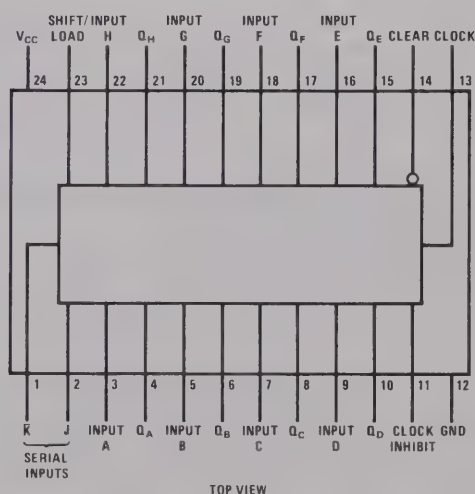 SHIFT/INPUT INPUT INPUT INPUT
VCC LOAD H QH G QG F QF E QE CLEAR CLOCK
24 23 22 21 20 19 18 17 16 15 14 13
1 2 3 4 5 6 7 8 9 10 11 12
K̅ J INPUT QA INPUT QB INPUT QC INPUT QD CLOCK GND
SERIAL A B C D INHIBIT
INPUTS
TOP VIEW